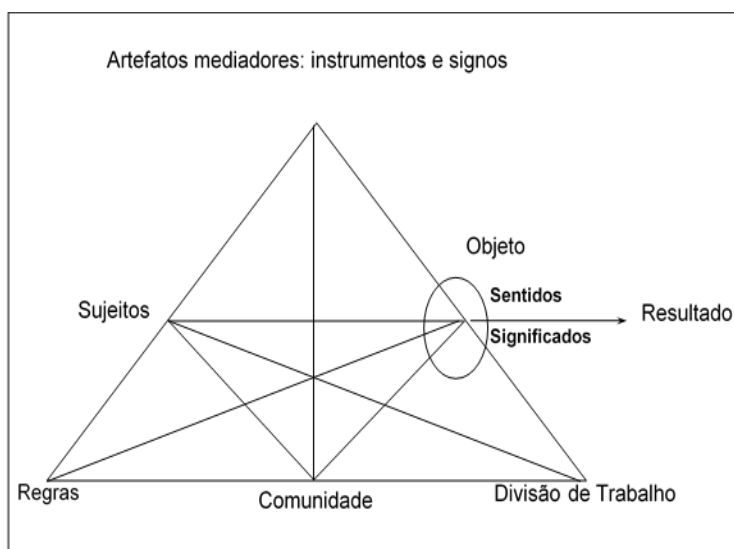 Artefatos mediadores: instrumentos e signos
Objeto
Sentidos
Sujeitos
Resultado
Significados
Regras
Comunidade
Divisão de Trabalho